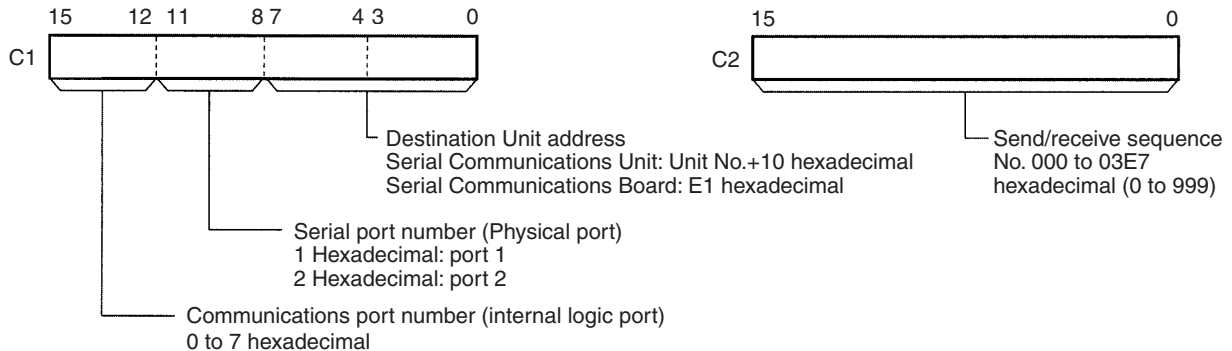 15 12 11 8 7 4 3 0
C1
Destination Unit address
Serial Communications Unit: Unit No.+10 hexadecimal
Serial Communications Board: E1 hexadecimal
Serial port number (Physical port)
1 Hexadecimal: port 1
2 Hexadecimal: port 2
Communications port number (internal logic port)
0 to 7 hexadecimal
15 0
C2
Send/receive sequence
No. 000 to 03E7
hexadecimal (0 to 999)